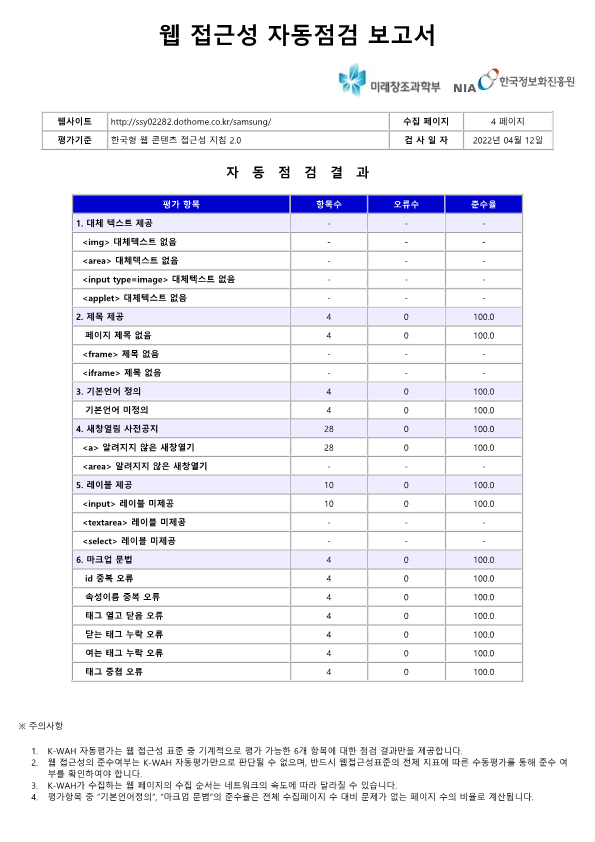 웹 접근성 자동점검 보고서
미래창조과학부 NIA 한국정보화진흥원
웹사이트 http://ssy02282.dothome.co.kr/samsung/ 수집 페이지 4 페이지
평가기준 한국형 웹 콘텐츠 접근성 지침 2.0 검 사 일 자 2022년 04월 12일
자 동 점 검 결 과
평가 항목 항목수 오류수 준수율
1. 대체 텍스트 제공 - - -
<img> 대체텍스트 없음 - - -
<area> 대체텍스트 없음 - - -
<input type=image> 대체텍스트 없음 - - -
<applet> 대체텍스트 없음 - - -
2. 제목 제공 4 0 100.0
페이지 제목 없음 4 0 100.0
<frame> 제목 없음 - - -
<iframe> 제목 없음 - - -
3. 기본언어 정의 4 0 100.0
기본언어 미정의 4 0 100.0
4. 새창열림 사전공지 28 0 100.0
<a> 알려지지 않은 새창열기 28 0 100.0
<area> 알려지지 않은 새창열기 - - -
5. 레이블 제공 10 0 100.0
<input> 레이블 미제공 10 0 100.0
<textarea> 레이블 미제공 - - -
<select> 레이블 미제공 - - -
6. 마크업 문법 4 0 100.0
id 중복 오류 4 0 100.0
속성이름 중복 오류 4 0 100.0
태그 열고 닫음 오류 4 0 100.0
닫는 태그 누락 오류 4 0 100.0
여는 태그 누락 오류 4 0 100.0
태그 중첩 오류 4 0 100.0
※ 주의사항
1. K-WAH 자동평가는 웹 접근성 표준 중 기계적으로 평가 가능한 6개 항목에 대한 점검 결과만을 제공합니다.
2. 웹 접근성의 준수여부는 K-WAH 자동평가만으로 판단될 수 없으며, 반드시 웹접근성표준의 전체 지표에 따른 수동평가를 통해 준수 여
부를 확인하여야 합니다.
3. K-WAH가 수집하는 웹 페이지의 수집 순서는 네트워크의 속도에 따라 달라질 수 있습니다.
4. 평가항목 중 “기본언어정의”, “마크업 문법”의 준수율은 전체 수집페이지 수 대비 문제가 없는 페이지 수의 비율로 계산됩니다.